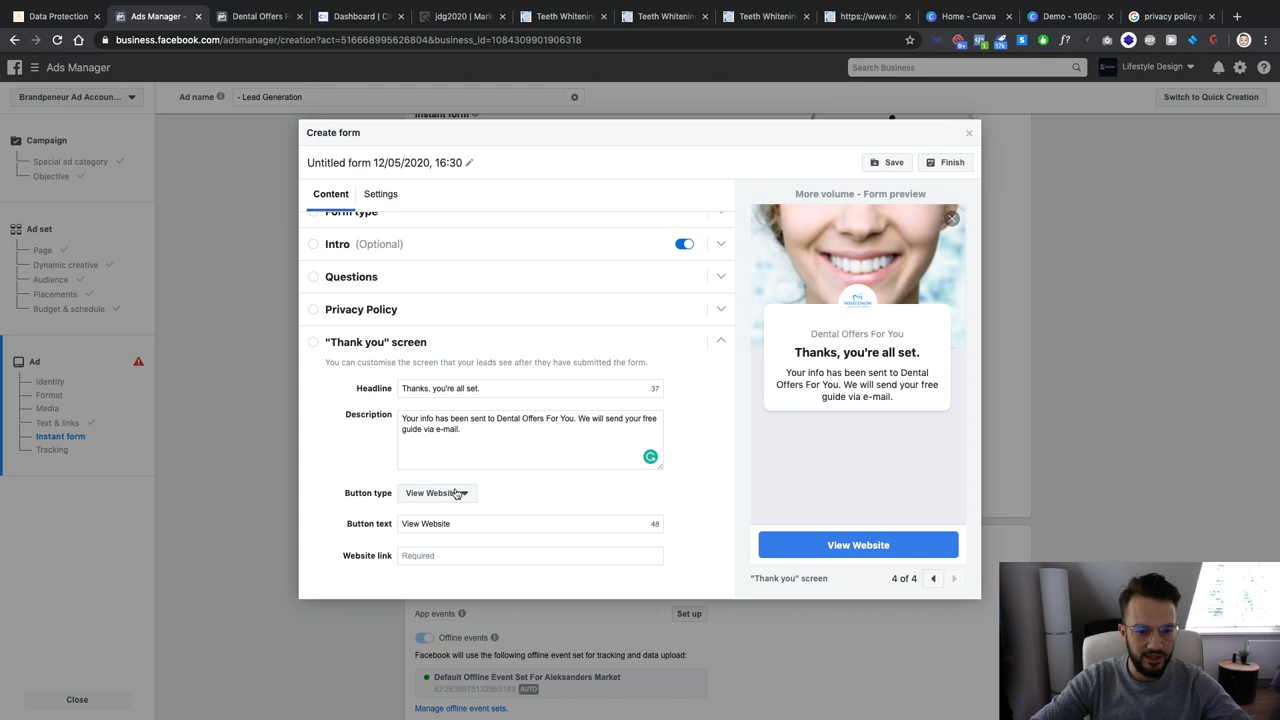 Data Protection
Ads Manager -
Dental Offers F
Dashboard | C
jdg2020 | Mark
Teeth Whitenin
Teeth Whitenin
Teeth Whitenin
https://www.te
Home - Canva
Demo - 1080p
privacy policy g
business.facebook.com/adsmanager/creation?act=516668995626804&business_id=1084309901906318
Ads Manager
Search Business
Lifestyle Design
Brandpeneur Ad Accoun...
Ad name
- Lead Generation
Switch to Quick Creation
Instant form
Campaign
Special ad category
Objective
Ad set
Page
Dynamic creative
Audience
Placements
Budget & schedule
Ad
Identity
Format
Media
Text & links
Instant form
Tracking
Close
Create form
Untitled form 12/05/2020, 16:30
Save
Finish
Content
Settings
Form type
Intro (Optional)
Questions
Privacy Policy
"Thank you" screen
You can customise the screen that your leads see after they have submitted the form.
Headline
Thanks, you're all set.
37
Description
Your info has been sent to Dental Offers For You. We will send your free
guide via e-mail.
Button type
View Website
Button text
View Website
48
Website link
Required
More volume - Form preview
WHITENOW
Dental Offers For You
Thanks, you're all set.
Your info has been sent to Dental
Offers For You. We will send your free
guide via e-mail.
View Website
"Thank you" screen
4 of 4
App events
Set up
Offline events
Facebook will use the following offline event set for tracking and data upload:
Default Offline Event Set For Aleksanders Market
ID:2638575122863183
AUTO
Manage offline event sets.